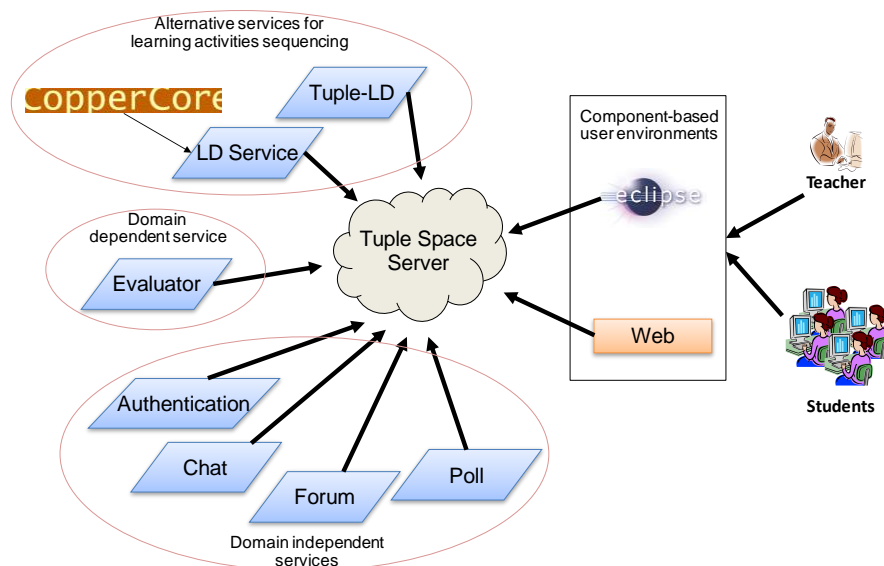 Alternative services for
learning activities sequencing
CopperCore
Tuple-LD
LD Service
Component-based
user environments
eclipse
Teacher
Tuple Space
Server
Domain
dependent service
Evaluator
Web
Students
Authentication
Chat
Forum
Poll
Domain independent
services